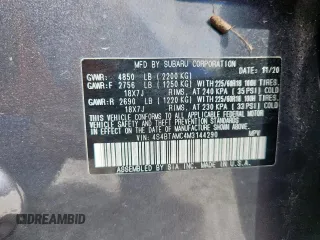 MFD BY SUBARU CORPORATION
DATE: 11/20
GVWR: 4850 LB (2200 KG)
GAWR:F 2756 LB (1250 KG) WITH 225/60R18 100H TIRES,
18X7J RIMS, AT 240 KPA ( 35 PSI) COLD
GAWR:R 2690 LB (1220 KG) WITH 225/60R18 100H TIRES,
18X7J RIMS, AT 230 KPA ( 33 PSI) COLD
THIS VEHICLE CONFORMS TO ALL APPLICABLE
FEDERAL MOTOR VEHICLE SAFETY, BUMPER,
AND THEFT PREVENTION STANDARDS
IN EFFECT ON THE DATE OF
MANUFACTURE SHOWN ABOVE.
VIN: 4S4BTAMC4M3144290 MPV
ASSEMBLED BY SIA, INC. MADE IN U.S.A.
DREAMBID